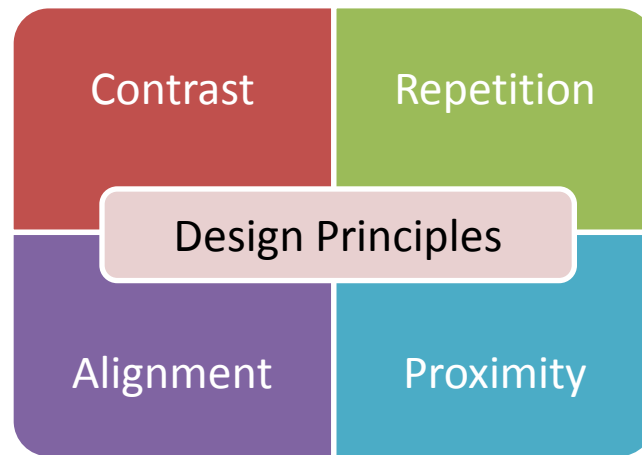 Contrast
Repetition
Design Principles
Alignment
Proximity